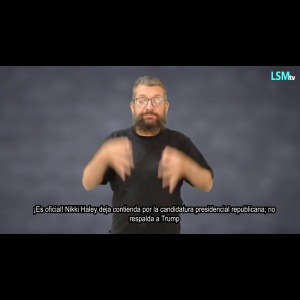 LSMtv
¡Es oficial! Nikki Haley deja contienda por la candidatura presidencial republicana; no
respalda a Trump